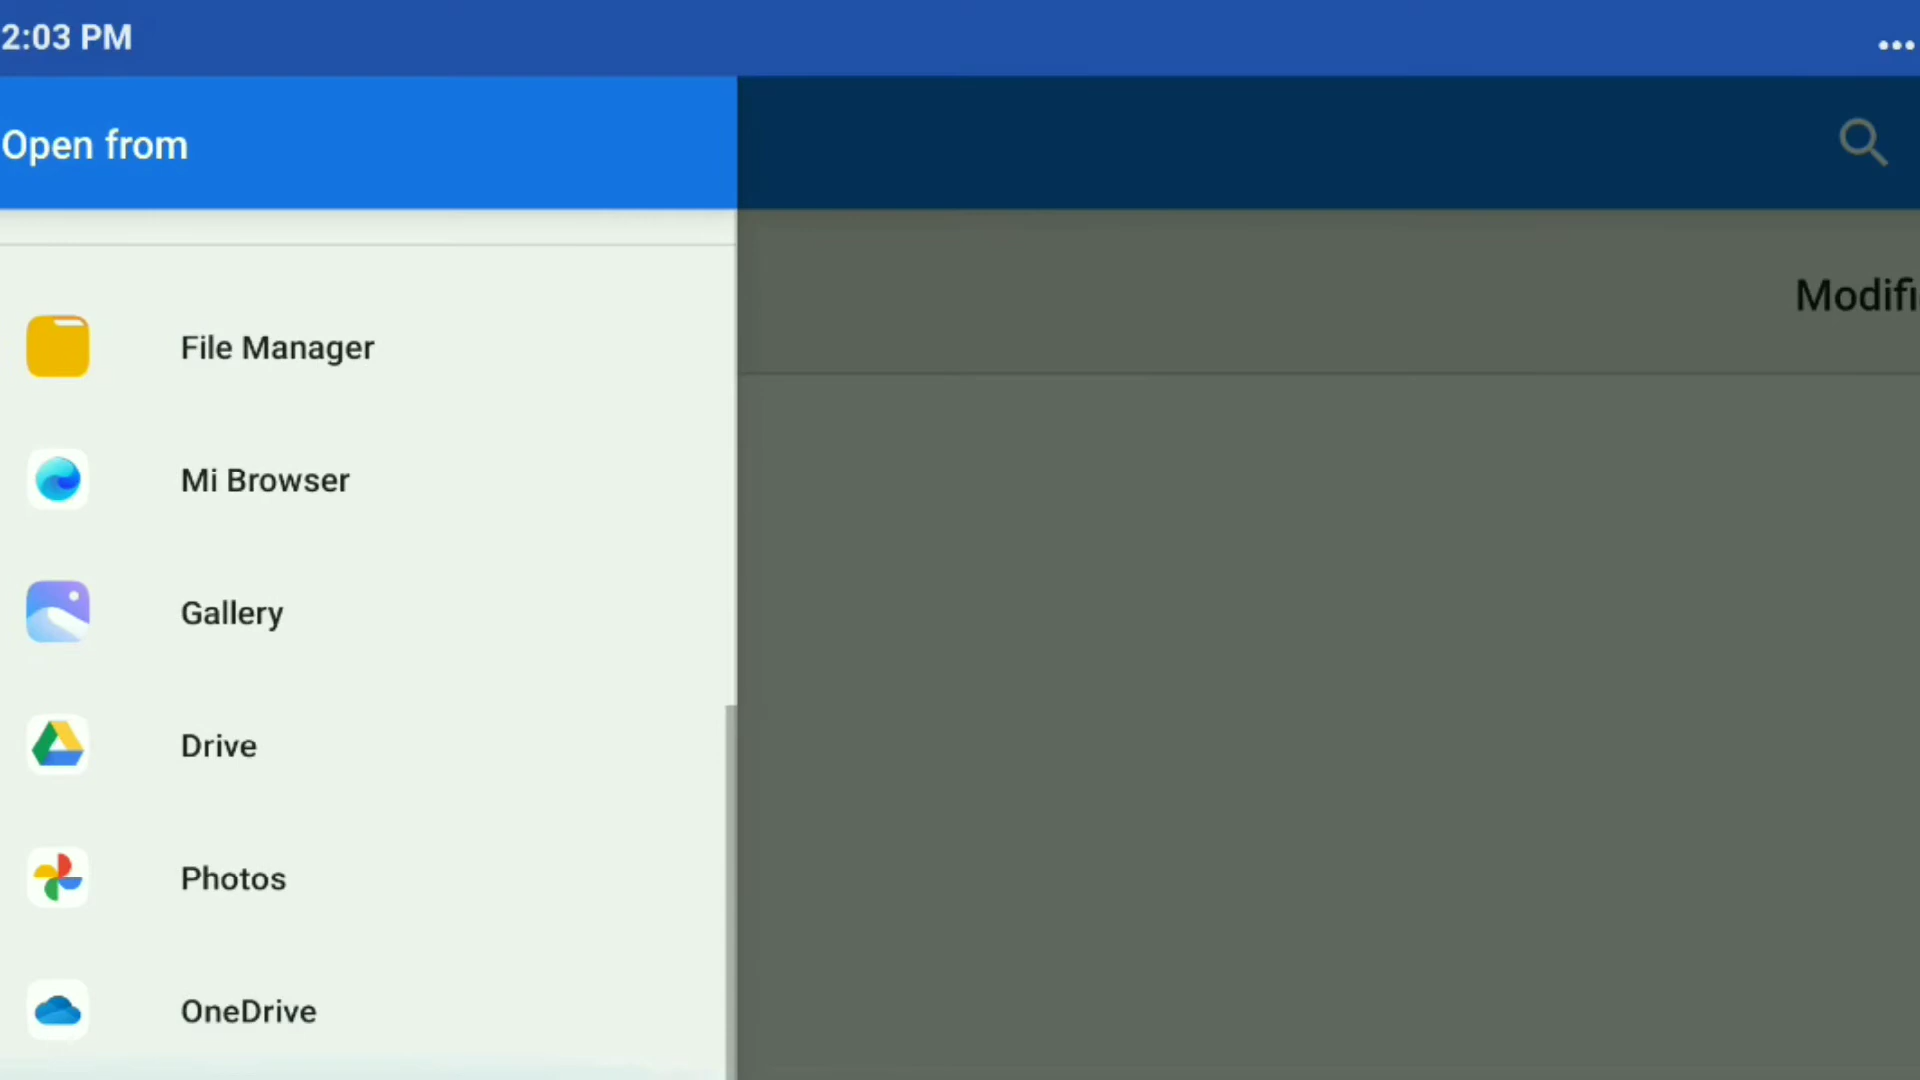 2:03 PM
Open from
Modifi
File Manager
Mi Browser
Gallery
Drive
Photos
OneDrive